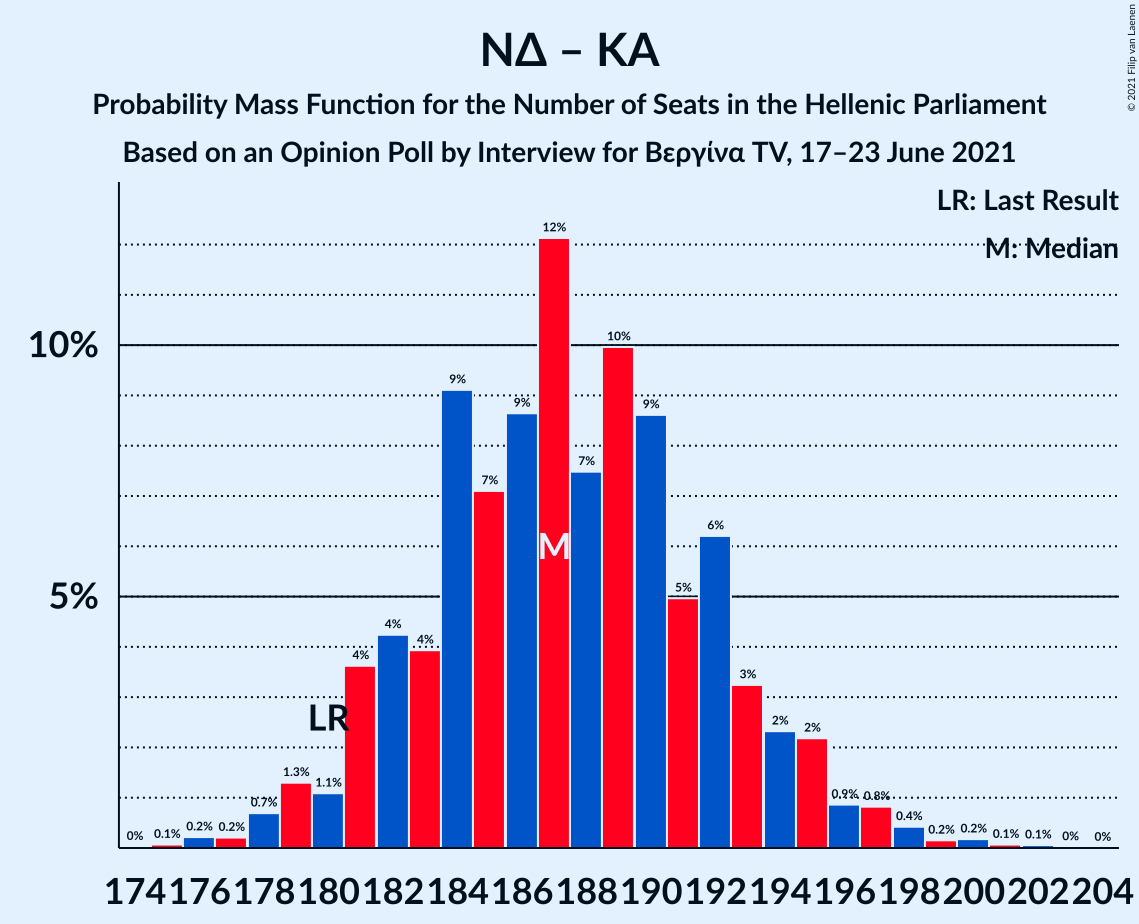 ΝΔ – ΚΑ
Probability Mass Function for the Number of Seats in the Hellenic Parliament
Based on an Opinion Poll by Interview for Βεργίνα TV, 17–23 June 2021
© 2021 Filip van Laenen
LR: Last Result
M: Median
10%
5%
0% 0.1% 0.2% 0.2% 0.7% 1.3% 1.1% 4% 4% 4% 9% 7% 9% 12% 7% 10% 9% 5% 6% 3% 2% 2% 0.9% 0.8% 0.4% 0.2% 0.2% 0.1% 0.1% 0% 0%
LR
M
174 176 178 180 182 184 186 188 190 192 194 196 198 200 202 204